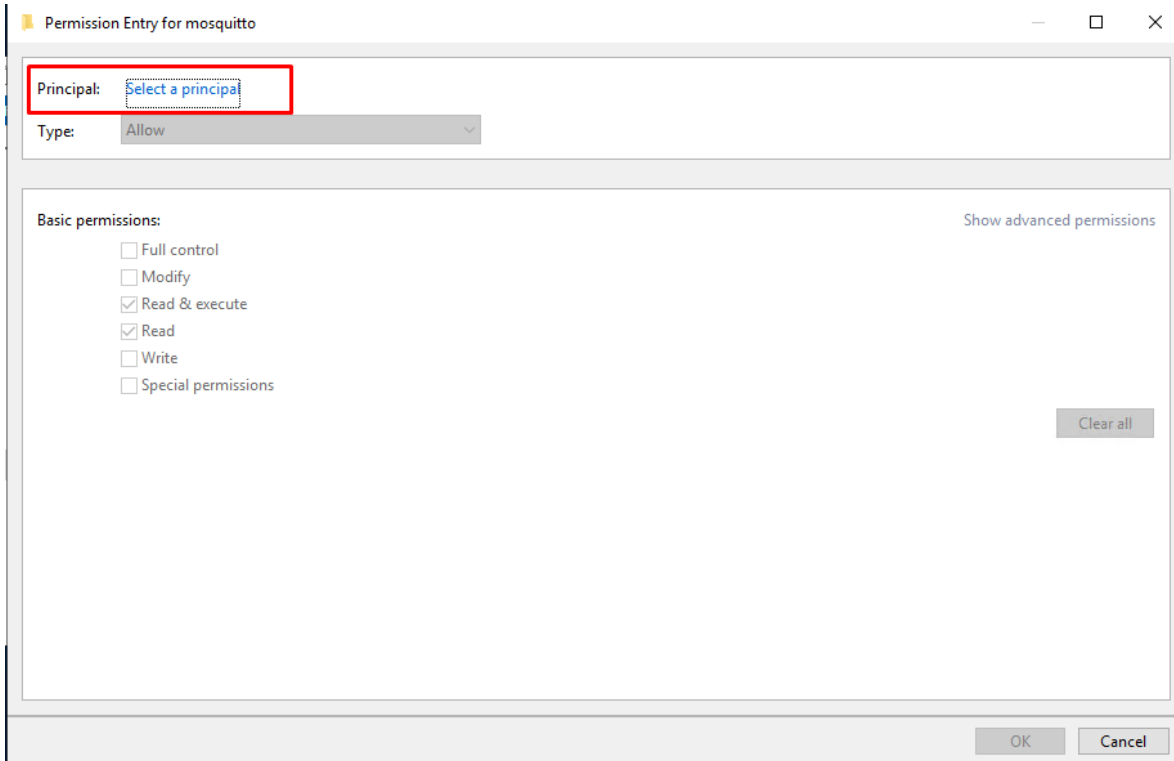 Permission Entry for mosquitto
Principal: Select a principal
Type: Allow
Basic permissions: Show advanced permissions
Full control
Modify
Read & execute
Read
Write
Special permissions
Clear all
OK Cancel